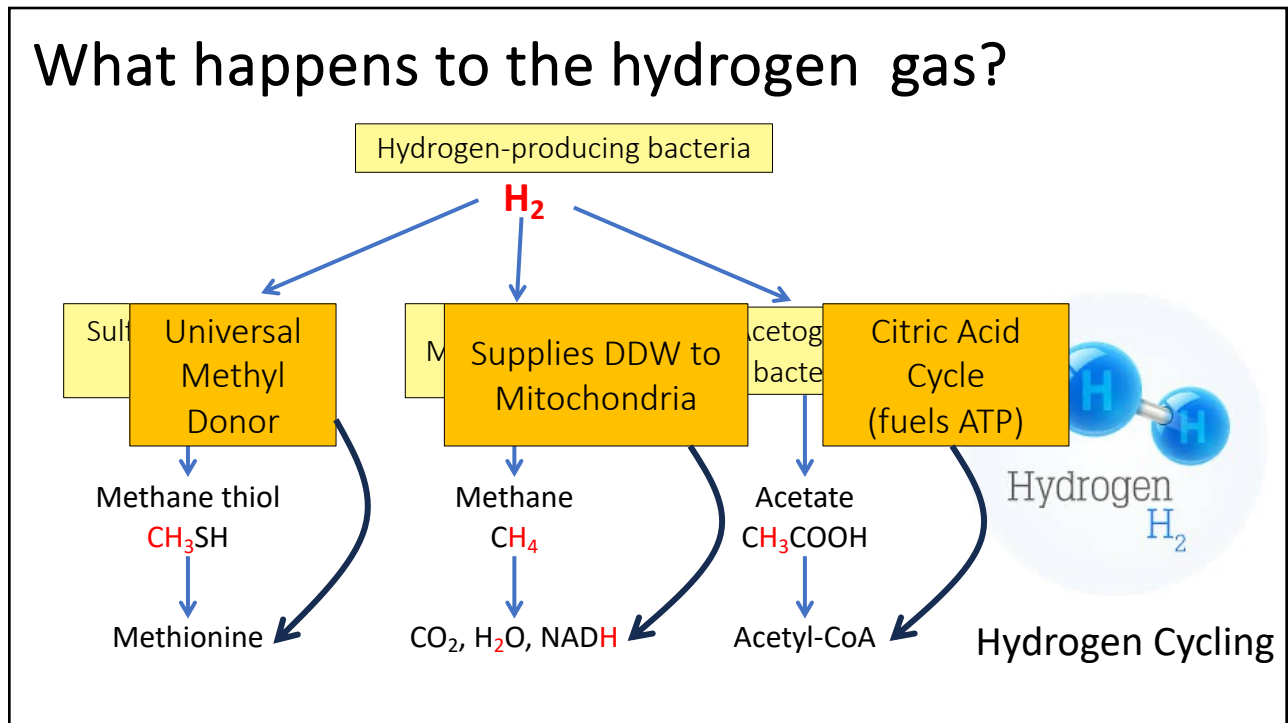 What happens to the hydrogen gas?
Hydrogen-producing bacteria
H₂
Universal
Methyl
Donor
Supplies DDW to
Mitochondria
Acetog
bacte
Citric Acid
Cycle
(fuels ATP)
H
H
Hydrogen
H₂
Methane thiol
CH₃SH
Methionine
Methane
CH₄
CO₂, H₂O, NADH
Acetate
CH₃COOH
Acetyl-CoA
Hydrogen Cycling